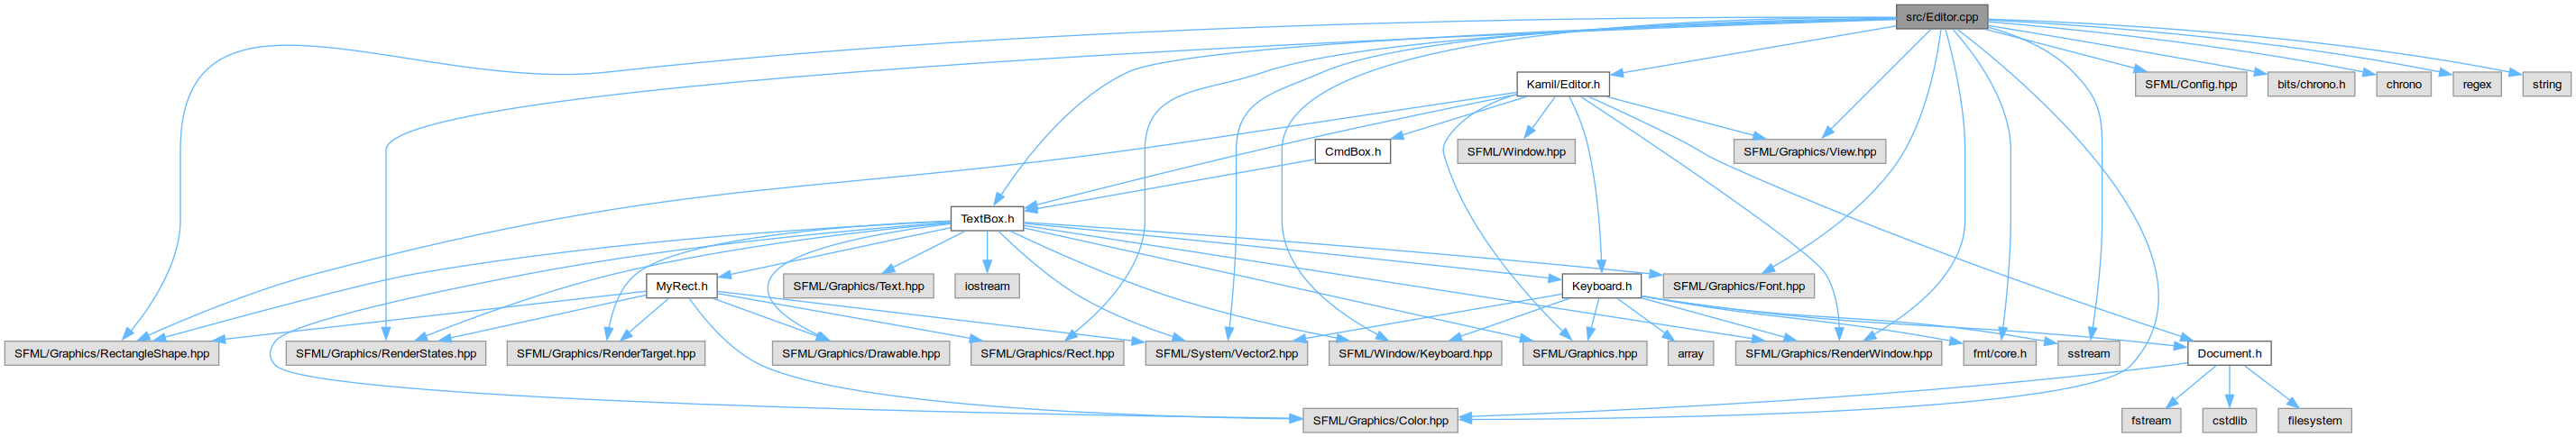 src/Editor.cpp
Kamil/Editor.h
SFML/Config.hpp
bits/chrono.h
chrono
regex
string
CmdBox.h
SFML/Window.hpp
SFML/Graphics/View.hpp
TextBox.h
MyRect.h
SFML/Graphics/Text.hpp
iostream
Keyboard.h
SFML/Graphics/Font.hpp
SFML/Graphics/RectangleShape.hpp
SFML/Graphics/RenderStates.hpp
SFML/Graphics/RenderTarget.hpp
SFML/Graphics/Drawable.hpp
SFML/Graphics/Rect.hpp
SFML/System/Vector2.hpp
SFML/Window/Keyboard.hpp
SFML/Graphics.hpp
array
SFML/Graphics/RenderWindow.hpp
fmt/core.h
sstream
Document.h
SFML/Graphics/Color.hpp
fstream
cstdlib
filesystem